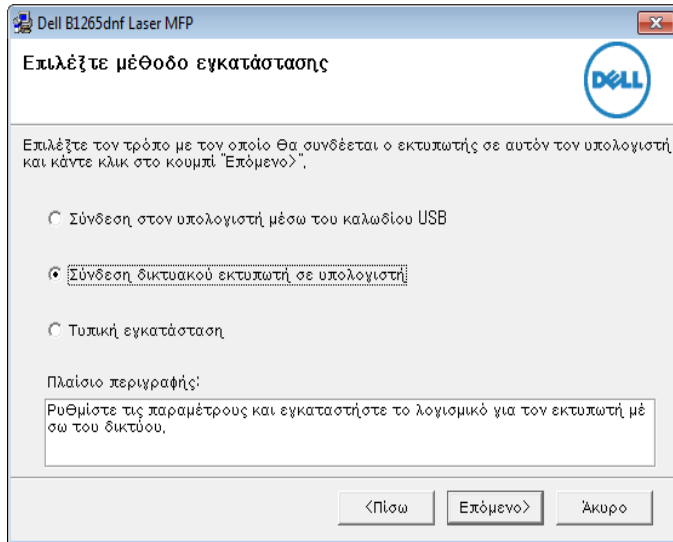 Dell B1265dnf Laser MFP
Επιλέξτε μέθοδο εγκατάστασης
DELL
Επιλέξτε τον τρόπο με τον οποίο θα συνδέεται ο εκτυπωτής σε αυτόν τον υπολογιστή
και κάντε κλικ στο κουμπί "Επόμενο>".
Σύνδεση στον υπολογιστή μέσω του καλωδίου USB
Σύνδεση δικτυακού εκτυπωτή σε υπολογιστή
Τυπική εγκατάσταση
Πλαίσιο περιγραφής:
Ρυθμίστε τις παραμέτρους και εγκαταστήστε το λογισμικό για τον εκτυπωτή μέ
σω του δικτύου.
<Πίσω Επόμενο> Άκυρο